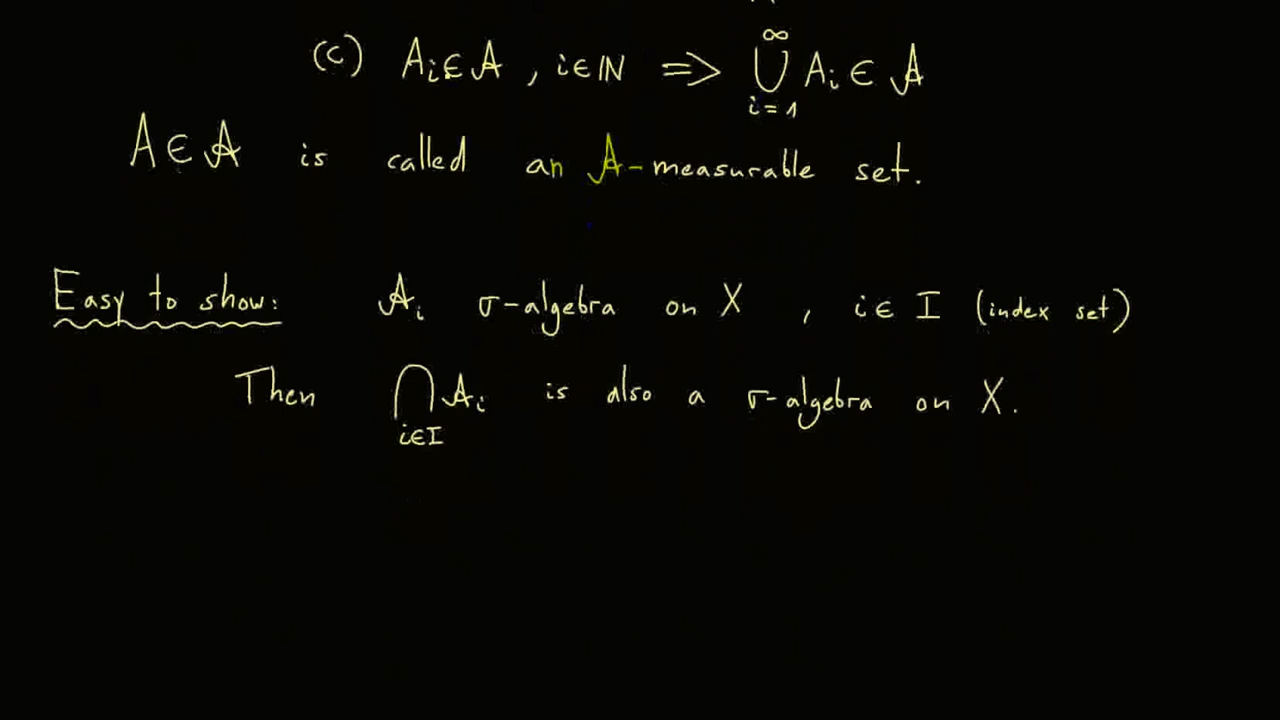 (c) Aᵢ∈𝒜 , i∈ℕ ⇒ ⋃_{i=1}^{∞} Aᵢ ∈ 𝒜
A∈𝒜 is called an 𝒜-measurable set.
Easy to show: 𝒜ᵢ σ-algebra on X , i∈ I (index set)
Then ⋂_{i∈I} 𝒜ᵢ is also a σ-algebra on X.